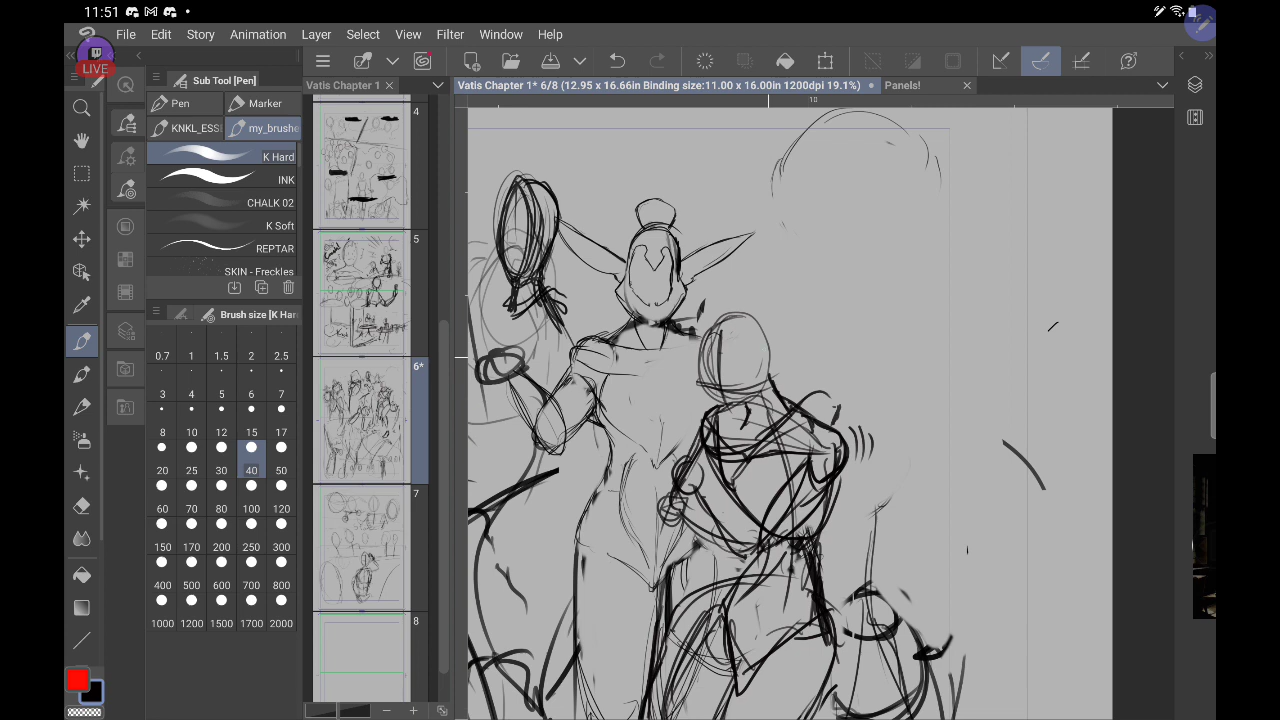 11:51
File Edit Story Animation Layer Select View Filter Window Help
LIVE
Sub Tool [Pen]
Vatis Chapter 1
Vatis Chapter 1* 6/8 (12.95 x 16.66in Binding size:11.00 x 16.00in 1200dpi 19.1%)
Panels!
Pen Marker
KNKL_ESS my_brushe
K Hard
INK
CHALK 02
K Soft
REPTAR
SKIN - Freckles
Brush size [K Har
0.7 1 1.5 2 2.5
3 4 5 6 7
8 10 12 15 17
20 25 30 40 50
60 70 80 100 120
150 170 200 250 300
400 500 600 700 800
1000 1200 1500 1700 2000
4
5
6*
7
8
10